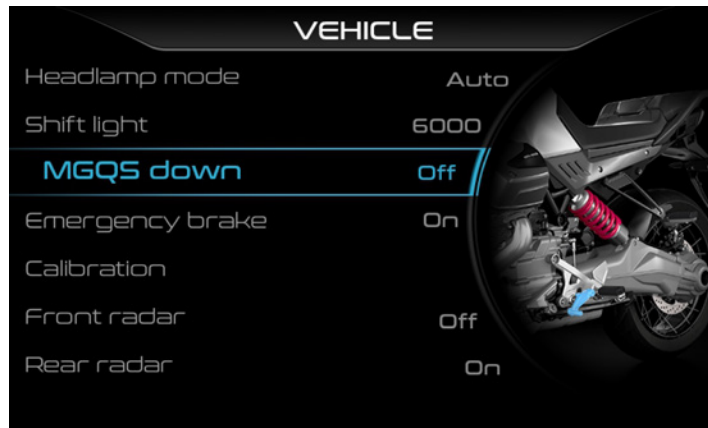 VEHICLE
Headlamp mode Auto
Shift light 6000
MGQS down Off
Emergency brake On
Calibration
Front radar Off
Rear radar On